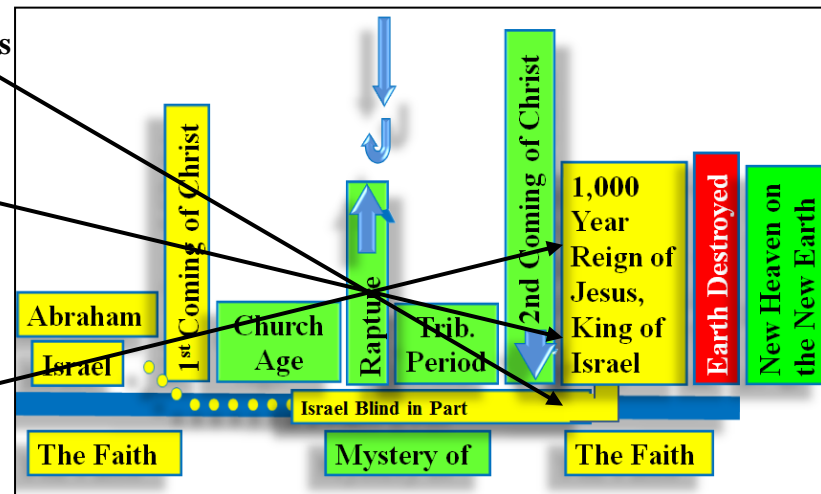 s
Abraham
Israel
1st Coming of Christ
Church
Age
Rapture
Trib.
Period
2nd Coming of Christ
1,000
Year
Reign of
Jesus,
King of
Israel
Earth Destroyed
New Heaven on
the New Earth
Israel Blind in Part
The Faith
Mystery of
The Faith